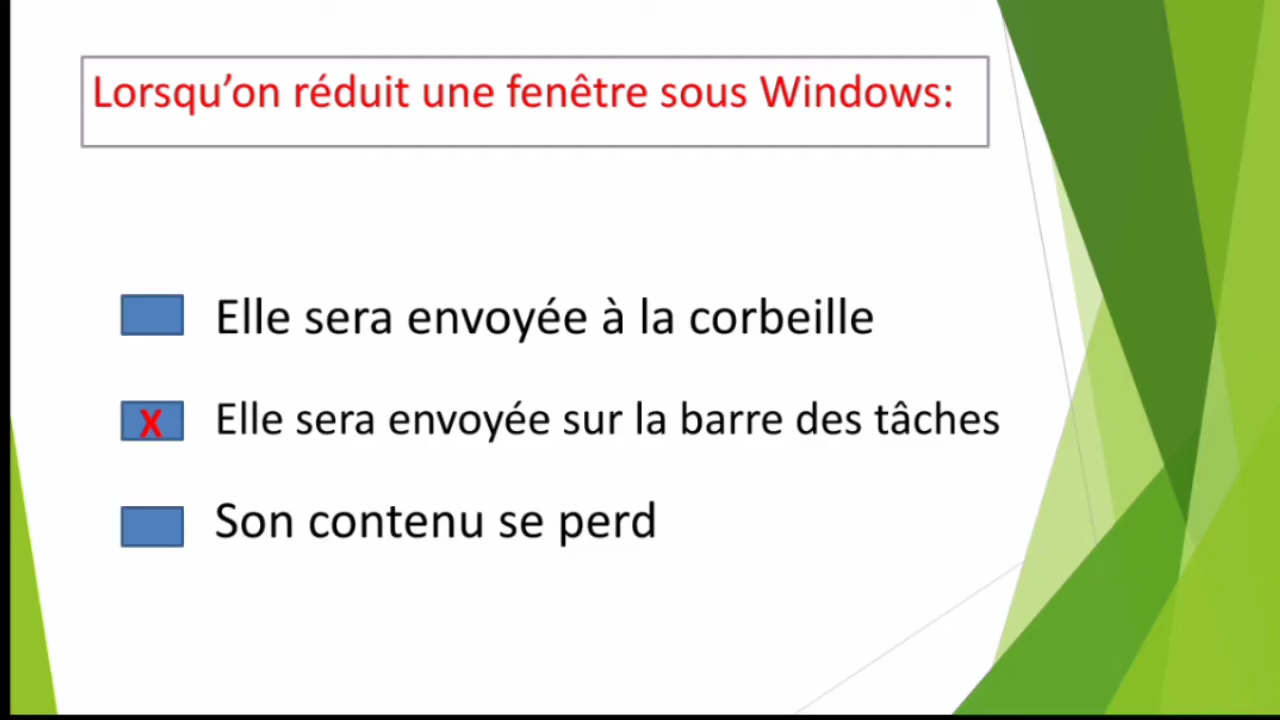 Lorsqu’on réduit une fenêtre sous Windows:
Elle sera envoyée à la corbeille
X Elle sera envoyée sur la barre des tâches
Son contenu se perd